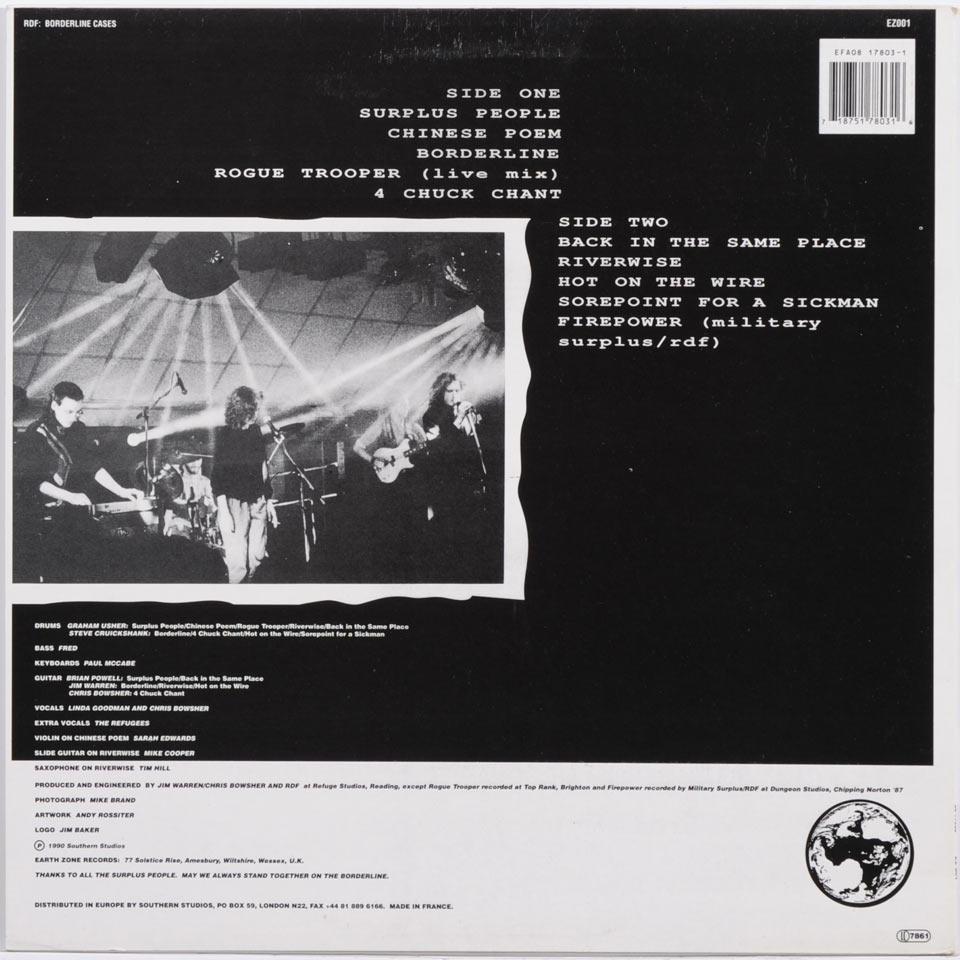 RDF: BORDERLINE CASES
EZ001
EFA08 17803-1
7 18751 78031 6
SIDE ONE
SURPLUS PEOPLE
CHINESE POEM
BORDERLINE
ROGUE TROOPER (live mix)
4 CHUCK CHANT
SIDE TWO
BACK IN THE SAME PLACE
RIVERWISE
HOT ON THE WIRE
SOREPOINT FOR A SICKMAN
FIREPOWER (military
surplus/rdf)
DRUMS GRAHAM USHER: Surplus People/Chinese Poem/Rogue Trooper/Riverwise/Back in the Same Place
STEVE CRUICKSHANK: Borderline/4 Chuck Chant/Hot on the Wire/Sorepoint for a Sickman
BASS FRED
KEYBOARDS PAUL MCCABE
GUITAR BRIAN POWELL: Surplus People/Back in the Same Place
JIM WARREN: Borderline/Riverwise/Hot on the Wire
CHRIS BOWSHER: 4 Chuck Chant
VOCALS LINDA GOODMAN AND CHRIS BOWSHER
EXTRA VOCALS THE REFUGEES
VIOLIN ON CHINESE POEM SARAH EDWARDS
SLIDE GUITAR ON RIVERWISE MIKE COOPER
SAXOPHONE ON RIVERWISE TIM HILL
PRODUCED AND ENGINEERED BY JIM WARREN/CHRIS BOWSHER AND RDF at Refuge Studios, Reading, except Rogue Trooper recorded at Top Rank, Brighton and Firepower recorded by Military Surplus/RDF at Dungeon Studios, Chipping Norton '87
PHOTOGRAPH MIKE BRAND
ARTWORK ANDY ROSSITER
LOGO JIM BAKER
Ⓟ 1990 Southern Studios
EARTH ZONE RECORDS: 77 Solstice Rise, Amesbury, Wiltshire, Wessex, U.K.
THANKS TO ALL THE SURPLUS PEOPLE. MAY WE ALWAYS STAND TOGETHER ON THE BORDERLINE.
DISTRIBUTED IN EUROPE BY SOUTHERN STUDIOS, PO BOX 59, LONDON N22, FAX +44 81 889 6166. MADE IN FRANCE.
7861